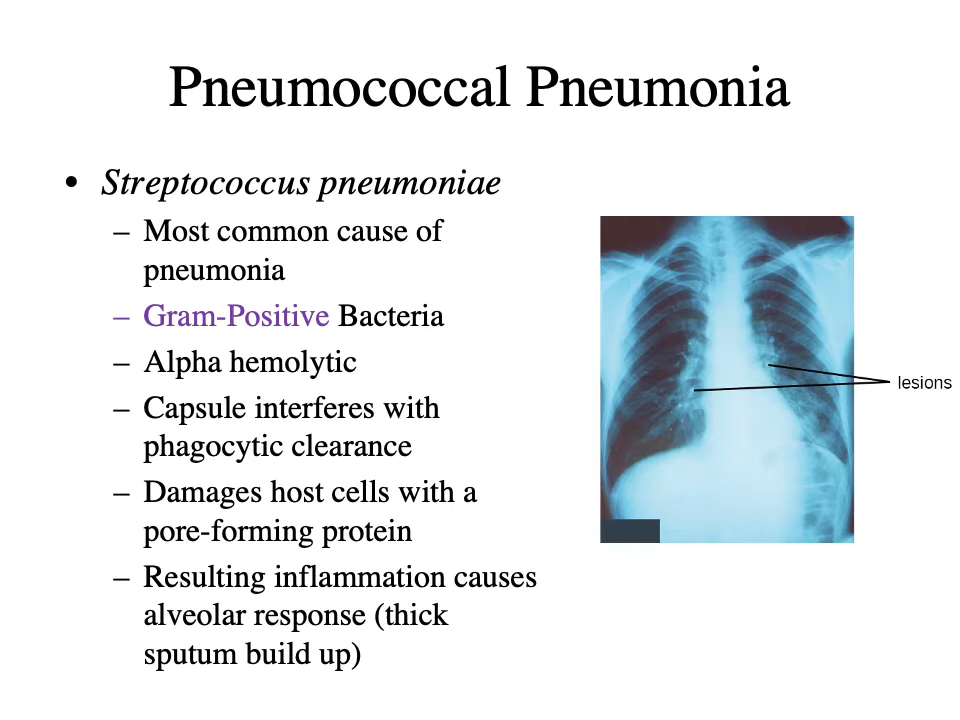 Pneumococcal Pneumonia
• Streptococcus pneumoniae
– Most common cause of
pneumonia
– Gram-Positive Bacteria
– Alpha hemolytic
– Capsule interferes with
phagocytic clearance
– Damages host cells with a
pore-forming protein
– Resulting inflammation causes
alveolar response (thick
sputum build up)
lesions